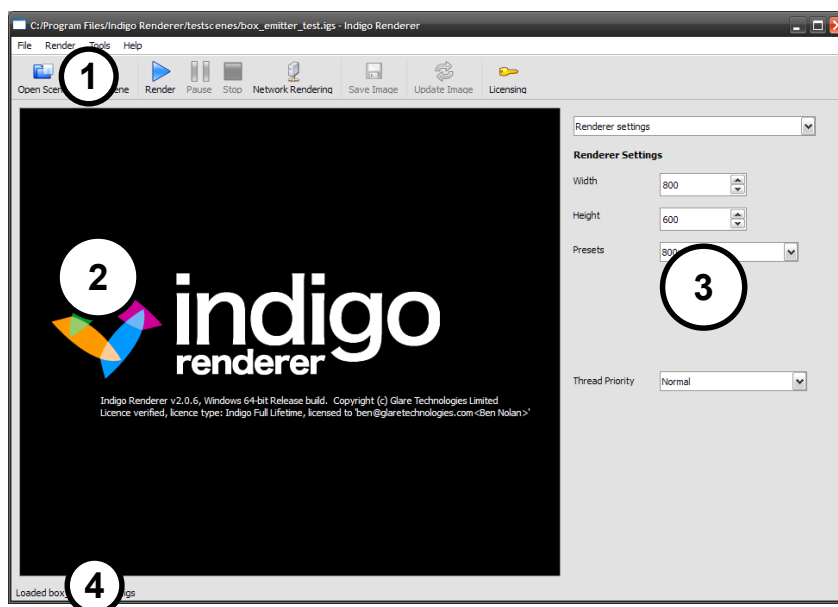 C:/Program Files/Indigo Renderer/testscenes/box_emitter_test.igs - Indigo Renderer
File Render Tools Help
1
Open Scene Render Pause Stop Network Rendering Save Image Update Image Licensing
Renderer settings
Renderer Settings
Width 800
Height 600
Presets 800
2
3
indigo
renderer
Thread Priority Normal
Indigo Renderer v2.0.6, Windows 64-bit Release build. Copyright (c) Glare Technologies Limited
Licence verified, licence type: Indigo Full Lifetime, licensed to 'ben@glaretechnologies.com<Ben Nolan>'
4
Loaded box